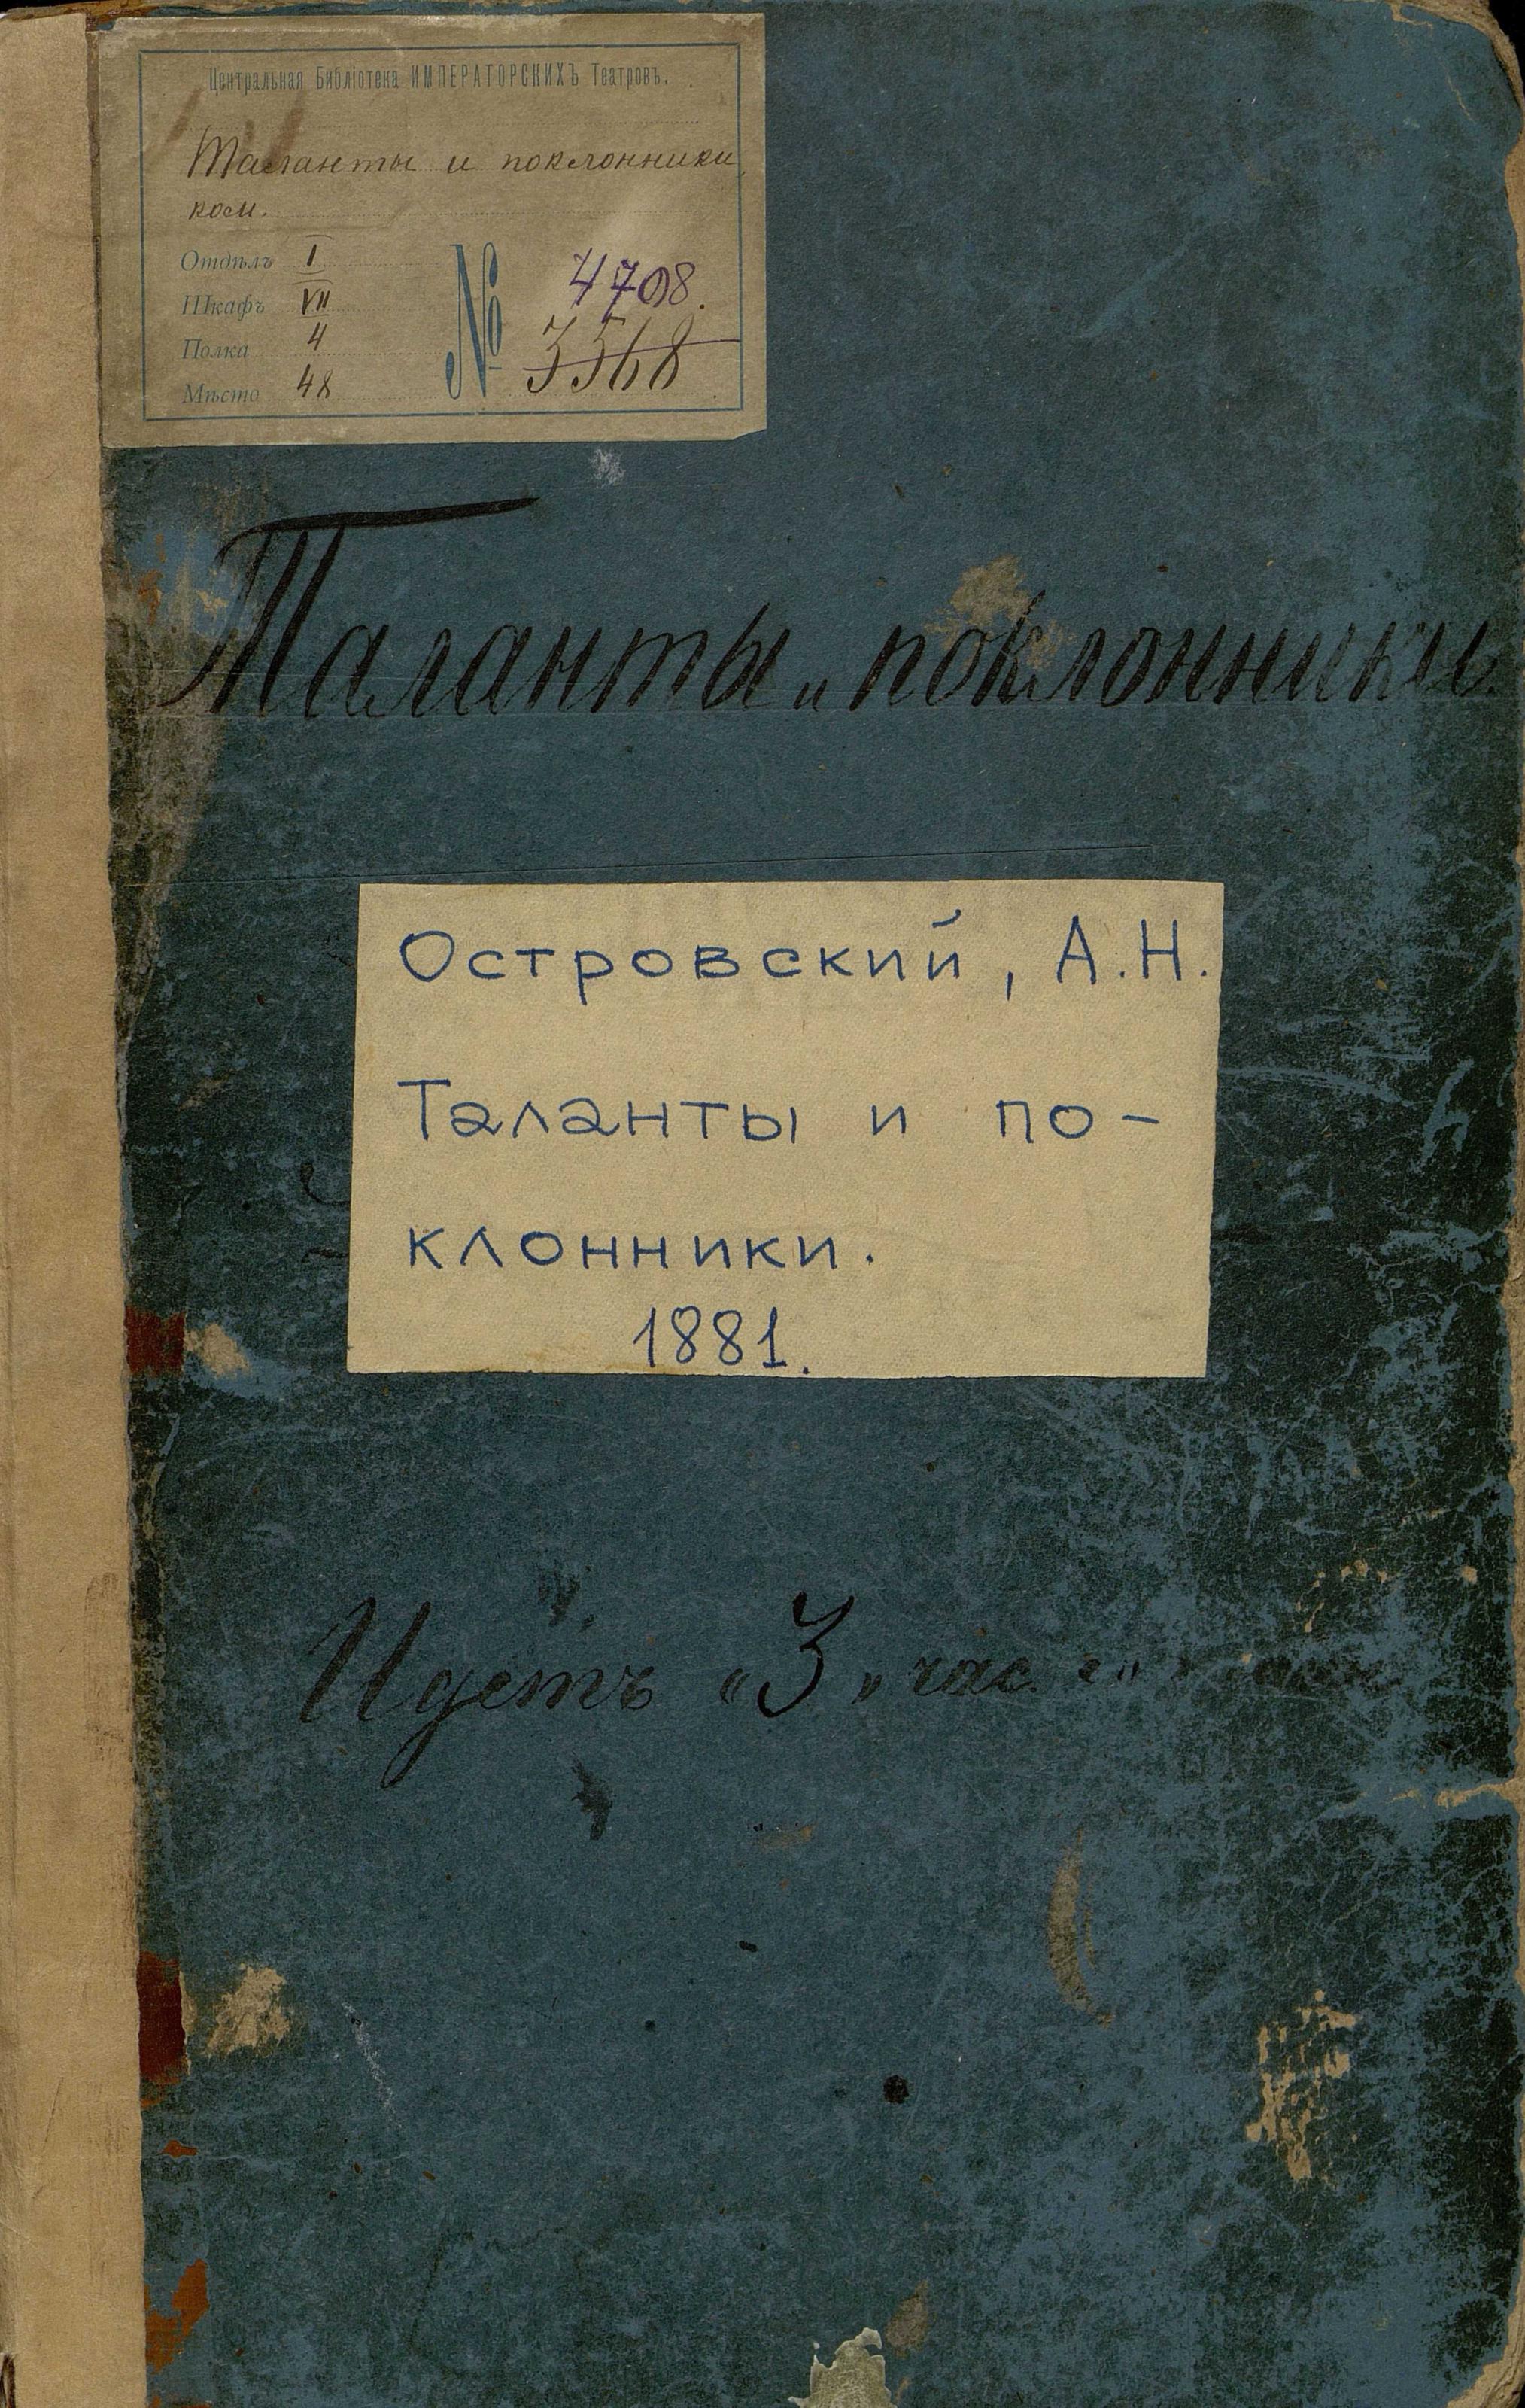 Центральная Библіотека ИМПЕРАТОРСКИХЪ Театровъ.
Таланты и поклонники
ком.
Отдѣлъ I
Шкафъ VII
Полка 4
Мѣсто 48
№ 4708.
3568
Таланты и поклонники.
Островский, А.Н.
Таланты и по-
клонники.
1881.
Идетъ „3" час.